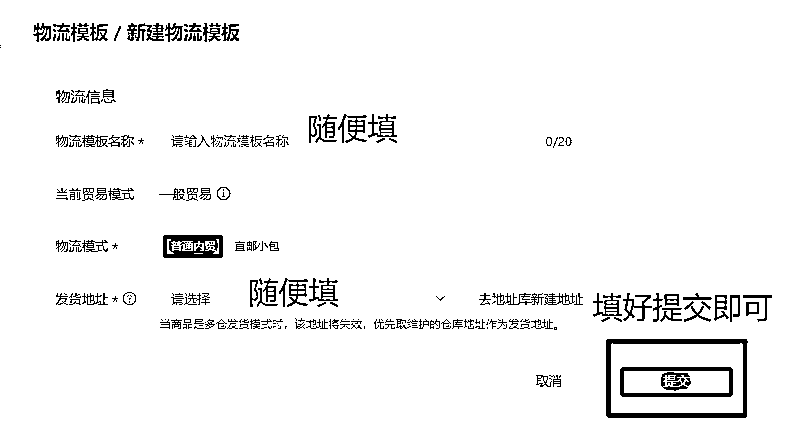 物流模板 / 新建物流模板
物流信息
物流模板名称 * 请输入物流模板名称 随便填 0/20
当前贸易模式 一般贸易
物流模式 * 普通内贸 直邮小包
发货地址 * 请选择 随便填 去地址库新建地址 填好提交即可
当商品是多仓发货模式时，该地址将失效，优先取维护的仓库地址作为发货地址。
取消 提交